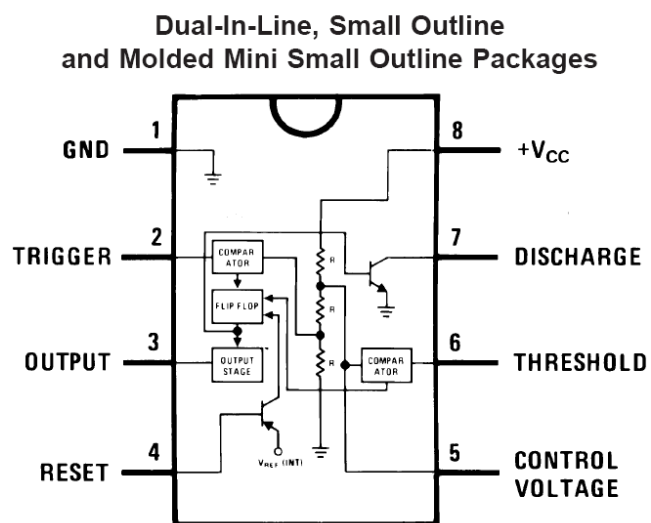 Dual-In-Line, Small Outline
and Molded Mini Small Outline Packages
1
GND
8
+VCC
2
TRIGGER
COMPAR
ATOR
7
DISCHARGE
R
FLIP FLOP
R
3
OUTPUT
OUTPUT
STAGE
R
COMPAR
ATOR
6
THRESHOLD
4
RESET
VREF (INT)
5
CONTROL
VOLTAGE